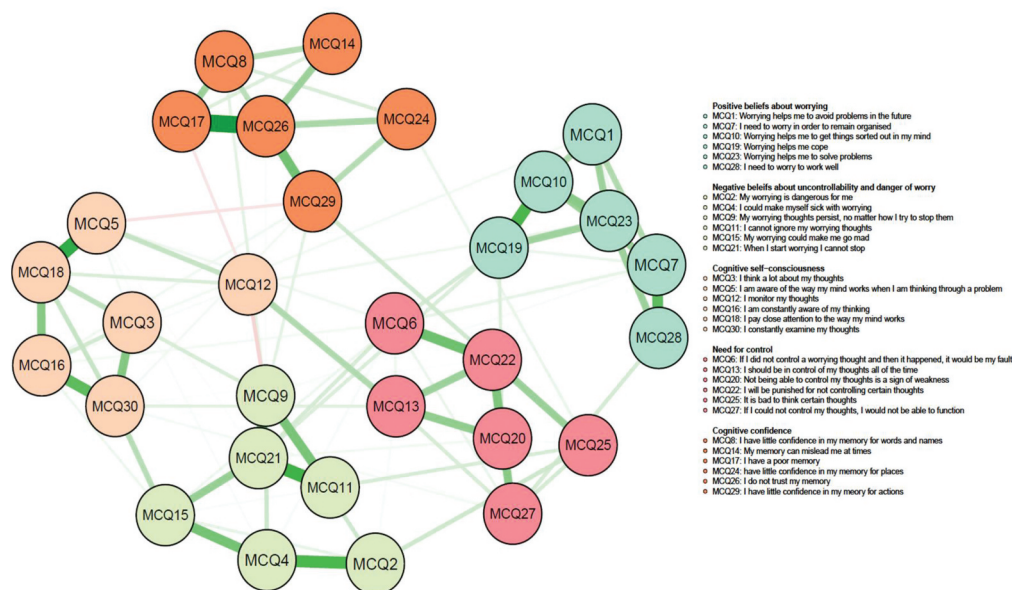 MCQ14
MCQ8
MCQ17
MCQ26
MCQ24
MCQ1
MCQ29
MCQ10
MCQ5
MCQ23
MCQ19
MCQ18
MCQ7
MCQ12
MCQ3
MCQ6
MCQ28
MCQ22
MCQ16
MCQ9
MCQ30
MCQ13
MCQ20
MCQ25
MCQ21
MCQ11
MCQ15
MCQ27
MCQ4
MCQ2
Positive beliefs about worrying
MCQ1: Worrying helps me to avoid problems in the future
MCQ7: I need to worry in order to remain organised
MCQ10: Worrying helps me to get things sorted out in my mind
MCQ19: Worrying helps me cope
MCQ23: Worrying helps me to solve problems
MCQ28: I need to worry to work well
Negative beleifs about uncontrollability and danger of worry
MCQ2: My worrying is dangerous for me
MCQ4: I could make myself sick with worrying
MCQ9: My worrying thoughts persist, no matter how I try to stop them
MCQ11: I cannot ignore my worrying thoughts
MCQ15: My worrying could make me go mad
MCQ21: When I start worrying I cannot stop
Cognitive self-consciousness
MCQ3: I think a lot about my thoughts
MCQ5: I am aware of the way my mind works when I am thinking through a problem
MCQ12: I monitor my thoughts
MCQ16: I am constantly aware of my thinking
MCQ18: I pay close attention to the way my mind works
MCQ30: I constantly examine my thoughts
Need for control
MCQ6: If I did not control a worrying thought and then it happened, it would be my fault
MCQ13: I should be in control of my thoughts all of the time
MCQ20: Not being able to control my thoughts is a sign of weakness
MCQ22: I will be punished for not controlling certain thoughts
MCQ25: It is bad to think certain thoughts
MCQ27: If I could not control my thoughts, I would not be able to function
Cognitive confidence
MCQ8: I have little confidence in my memory for words and names
MCQ14: My memory can mislead me at times
MCQ17: I have a poor memory
MCQ24: have little confidence in my memory for places
MCQ26: I do not trust my memory
MCQ29: I have little confidence in my meory for actions